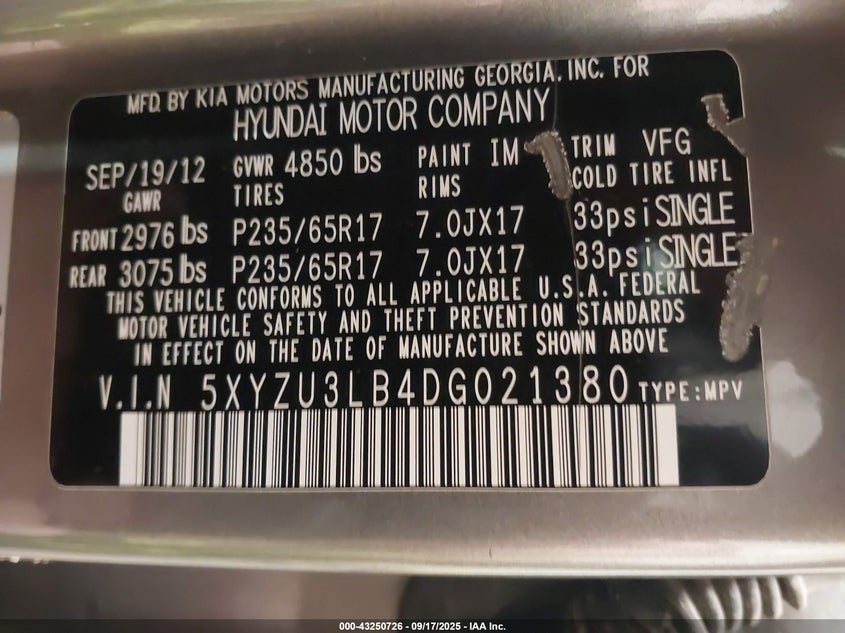 MFD. BY KIA MOTORS MANUFACTURING GEORGIA, INC. FOR
HYUNDAI MOTOR COMPANY
SEP/19/12 GVWR 4850 lbs PAINT IM TRIM VFG
GAWR TIRES RIMS COLD TIRE INFL
FRONT 2976 lbs P235/65R17 7.0JX17 33psi SINGLE
REAR 3075 lbs P235/65R17 7.0JX17 33psi SINGLE
THIS VEHICLE CONFORMS TO ALL APPLICABLE U.S.A. FEDERAL
MOTOR VEHICLE SAFETY AND THEFT PREVENTION STANDARDS
IN EFFECT ON THE DATE OF MANUFACTURE SHOWN ABOVE
V.I.N 5XYZU3LB4DG021380 TYPE:MPV
000-43250726 - 09/17/2025 - IAA Inc.